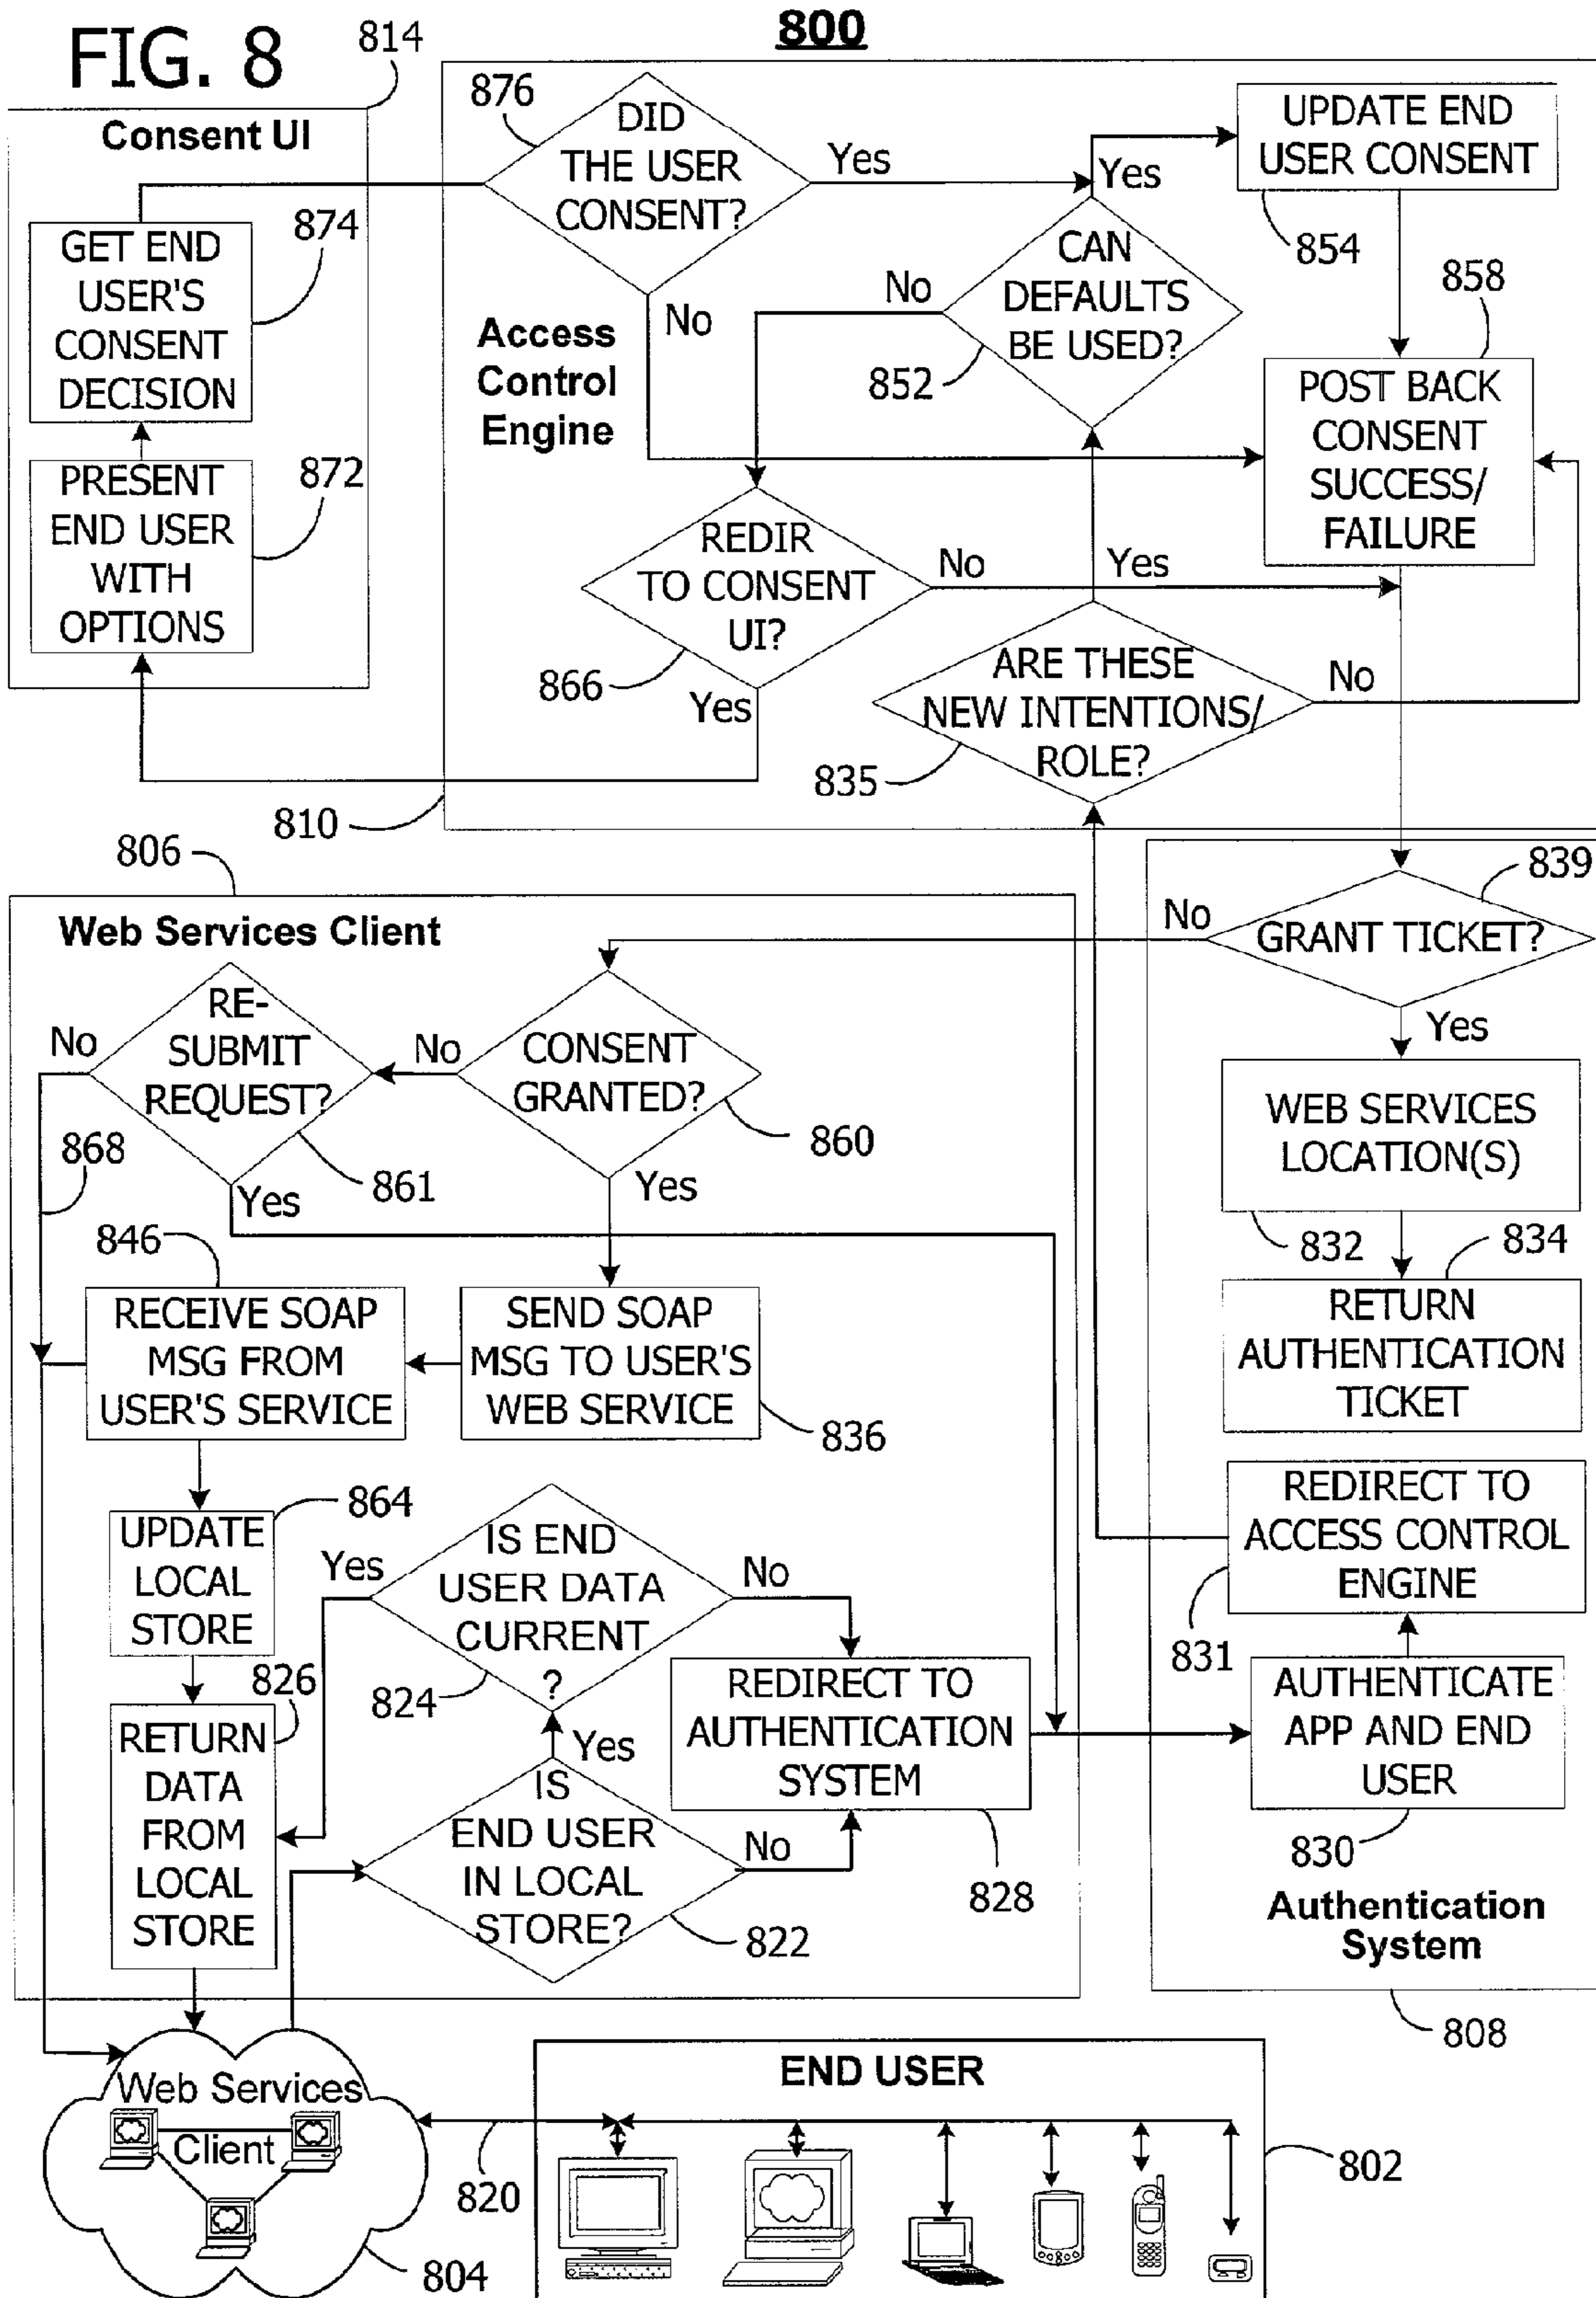 800
FIG. 8
814
Consent UI
GET END
USER'S
CONSENT
DECISION
874
PRESENT
END USER
WITH
OPTIONS
872
876
DID
THE USER
CONSENT?
Yes
No
Access
Control
Engine
Yes
CAN
DEFAULTS
BE USED?
No
852
UPDATE END
USER CONSENT
854
858
POST BACK
CONSENT
SUCCESS/
FAILURE
REDIR
TO CONSENT
UI?
No
866
Yes
Yes
ARE THESE
NEW INTENTIONS/
ROLE?
No
835
810
806
Web Services Client
839
GRANT TICKET?
No
Yes
RE-
SUBMIT
REQUEST?
No
868
861
Yes
CONSENT
GRANTED?
No
860
Yes
WEB SERVICES
LOCATION(S)
832
834
RETURN
AUTHENTICATION
TICKET
846
RECEIVE SOAP
MSG FROM
USER'S SERVICE
SEND SOAP
MSG TO USER'S
WEB SERVICE
836
864
UPDATE
LOCAL
STORE
826
RETURN
DATA
FROM
LOCAL
STORE
IS END
USER DATA
CURRENT
?
Yes
No
824
Yes
IS
END USER
IN LOCAL
STORE?
No
822
REDIRECT TO
AUTHENTICATION
SYSTEM
828
REDIRECT TO
ACCESS CONTROL
ENGINE
831
AUTHENTICATE
APP AND END
USER
830
Authentication
System
808
Web Services
Client
804
820
END USER
802